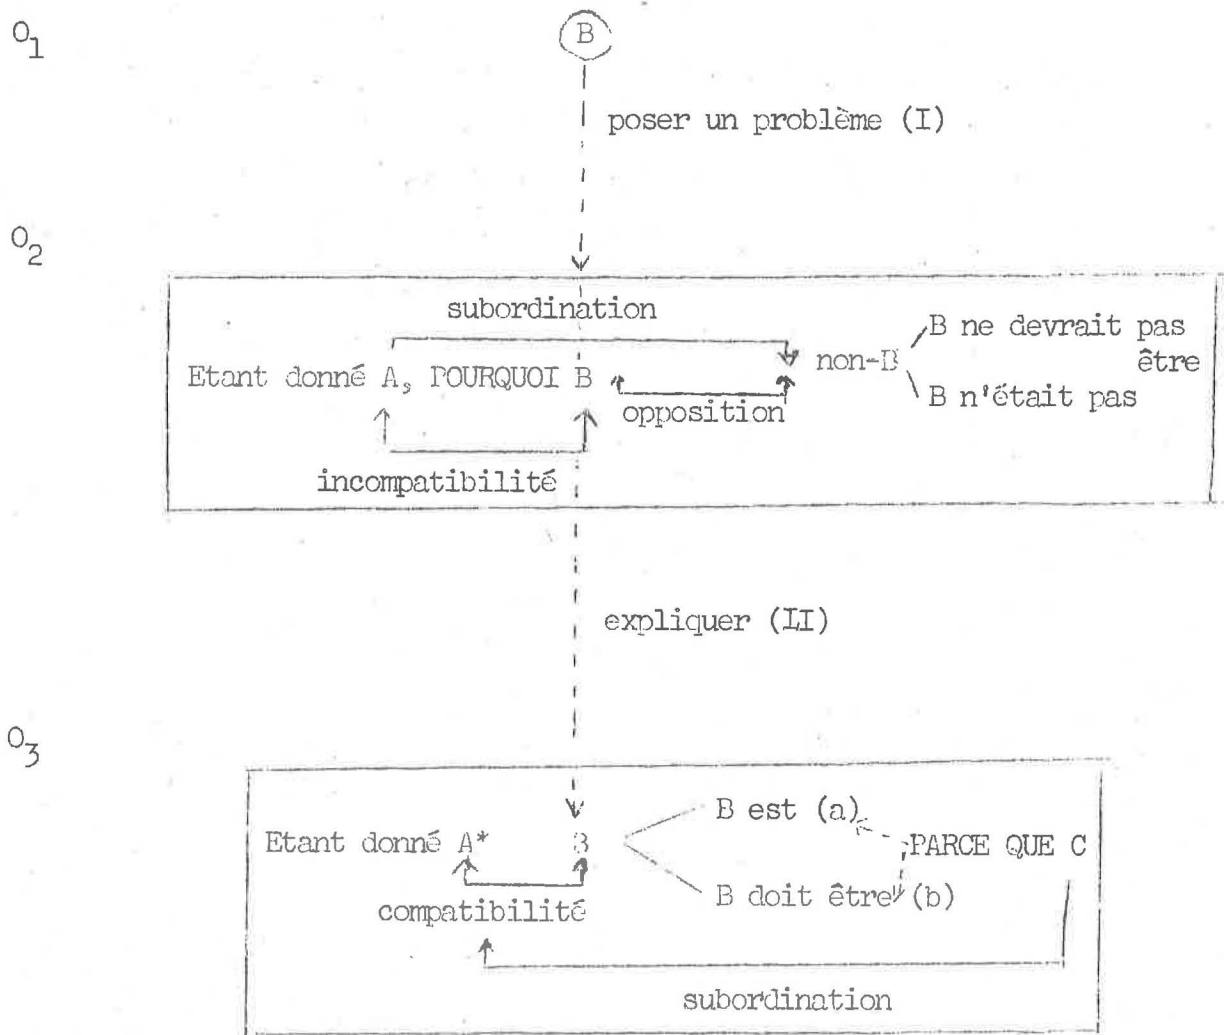 O1
B
poser un problème (I)
O2
subordination
B ne devrait pas
être
non-B
Etant donné A, POURQUOI B
B n'était pas
opposition
incompatibilité
expliquer (II)
O3
B est (a)
Etant donné A* B
PARCE QUE C
B doit être (b)
compatibilité
subordination